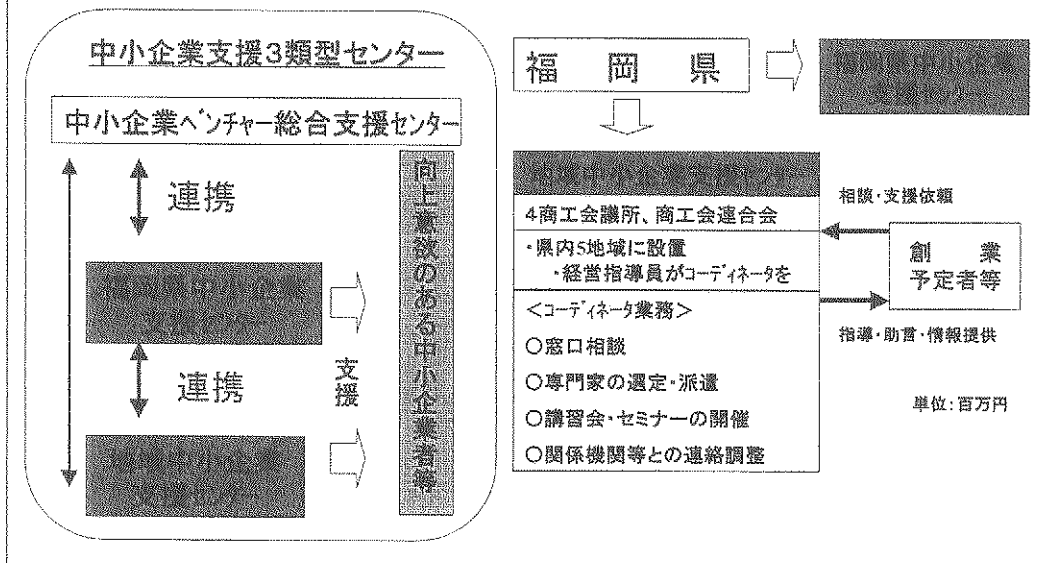 中小企業支援3類型センター
中小企業ベンチャー総合支援センター
連携
連携
支援
向上意欲のある中小企業者等
福岡県
4商工会議所、商工会連合会
・県内5地域に設置
・経営指導員がコーディネータを
<コーディネータ業務>
○窓口相談
○専門家の選定・派遣
○講習会・セミナーの開催
○関係機関等との連絡調整
相談・支援依頼
創業
予定者等
指導・助言・情報提供
単位:百万円